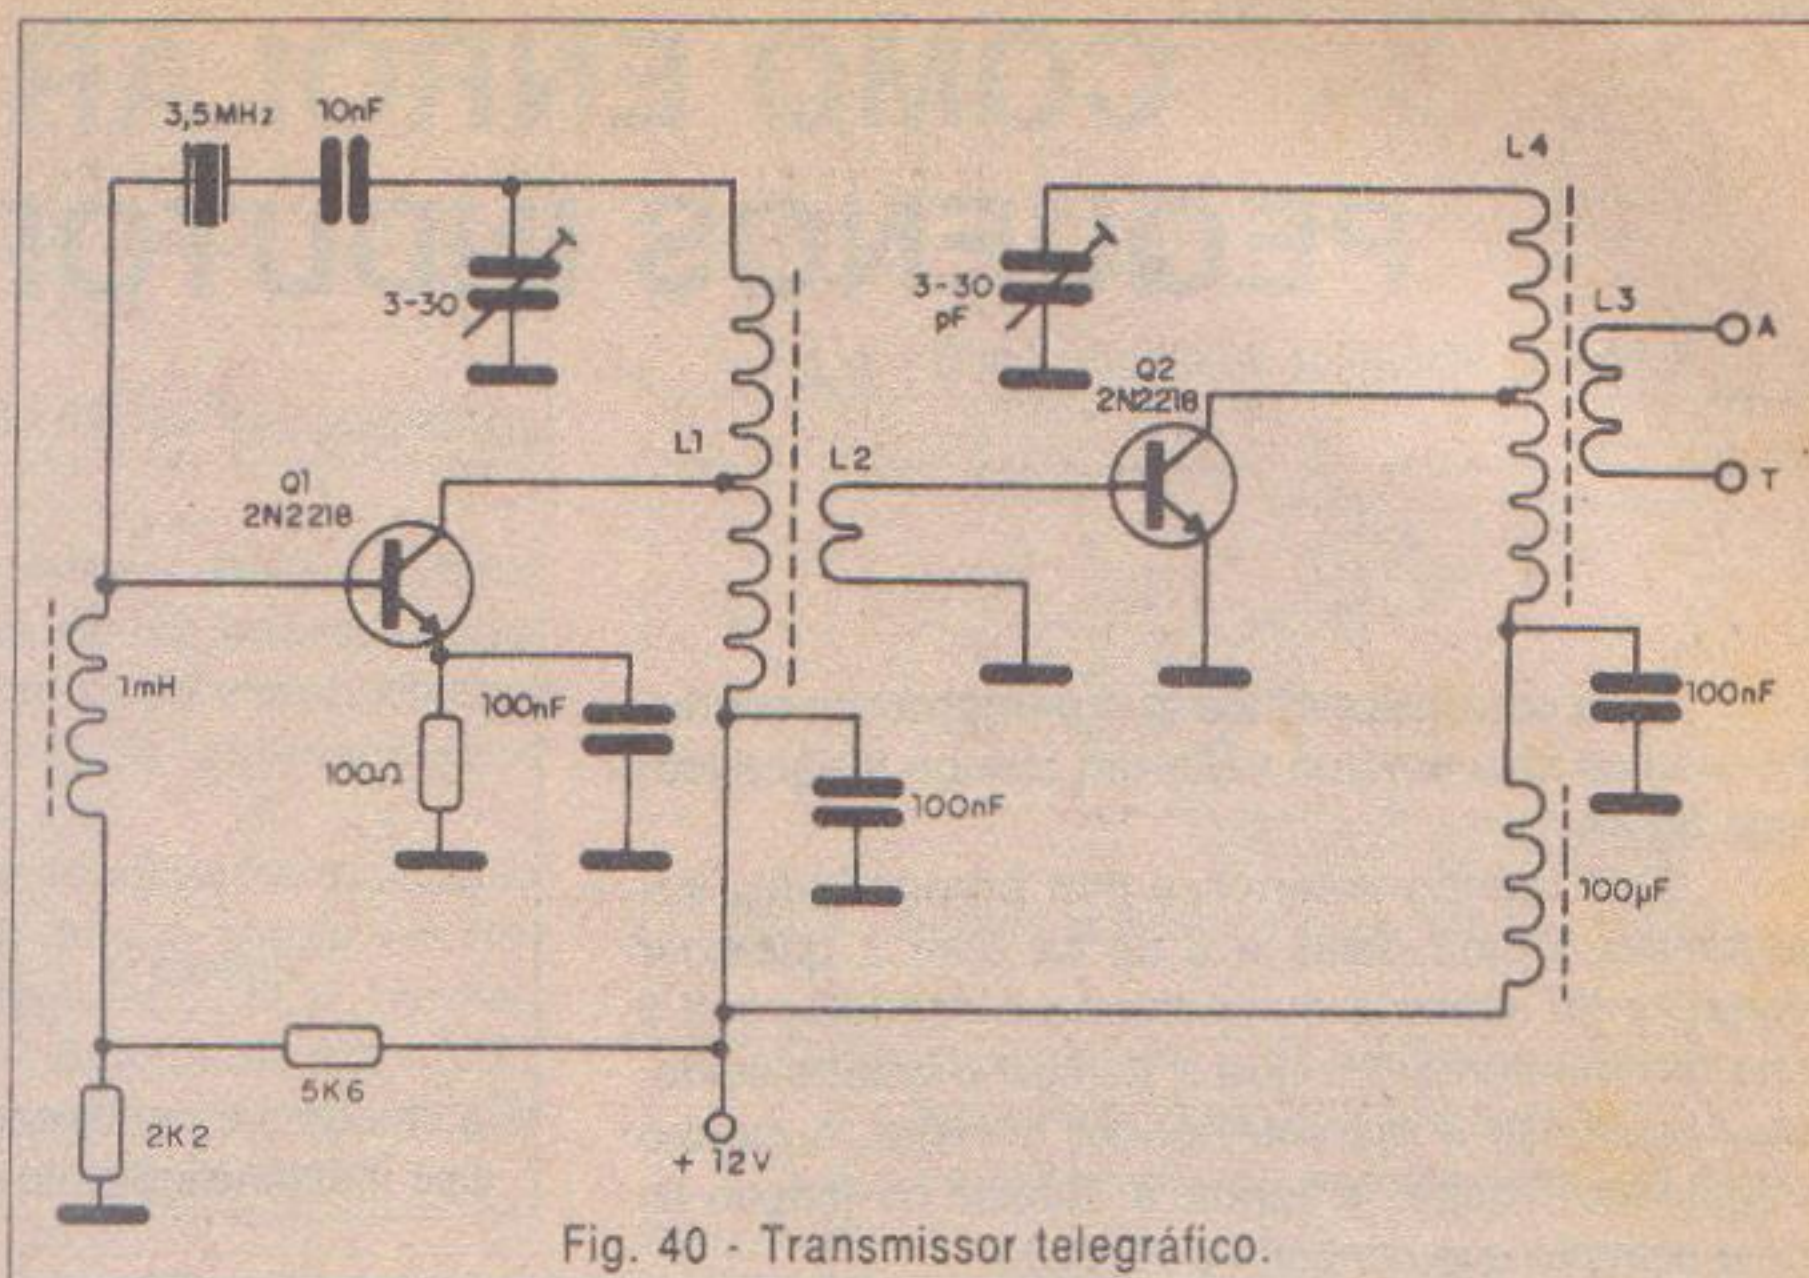 3,5MHz
10nF
3-30
L1
Q1
2N2218
1mH
100Ω
100nF
100nF
5K6
2K2
+ 12V
L2
3-30
pF
Q2
2N2218
L4
L3
A
T
100nF
100µF
Fig. 40 - Transmissor telegráfico.